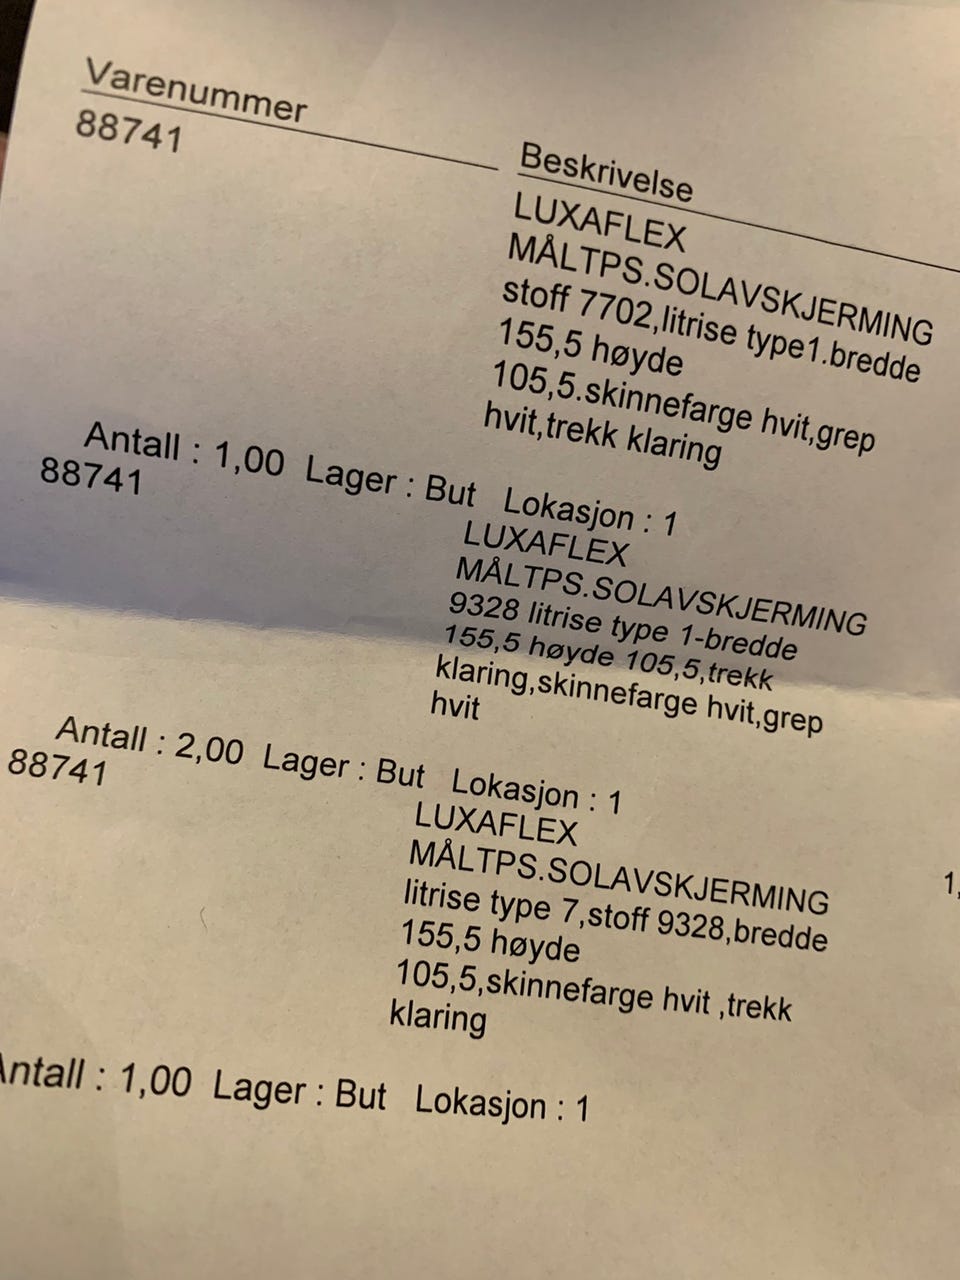 Varenummer
Beskrivelse
88741
LUXAFLEX
MÅLTPS.SOLAVSKJERMING
stoff 7702,litrise type1.bredde
155,5 høyde
105,5.skinnefarge hvit,grep
hvit,trekk klaring
Antall : 1,00 Lager : But Lokasjon : 1
88741
LUXAFLEX
MÅLTPS.SOLAVSKJERMING
9328 litrise type 1-bredde
155,5 høyde 105,5,trekk
klaring,skinnefarge hvit,grep
hvit
Antall : 2,00 Lager : But Lokasjon : 1
88741
LUXAFLEX
MÅLTPS.SOLAVSKJERMING
litrise type 7,stoff 9328,bredde
155,5 høyde
105,5,skinnefarge hvit ,trekk
klaring
1,
Antall : 1,00 Lager : But Lokasjon : 1